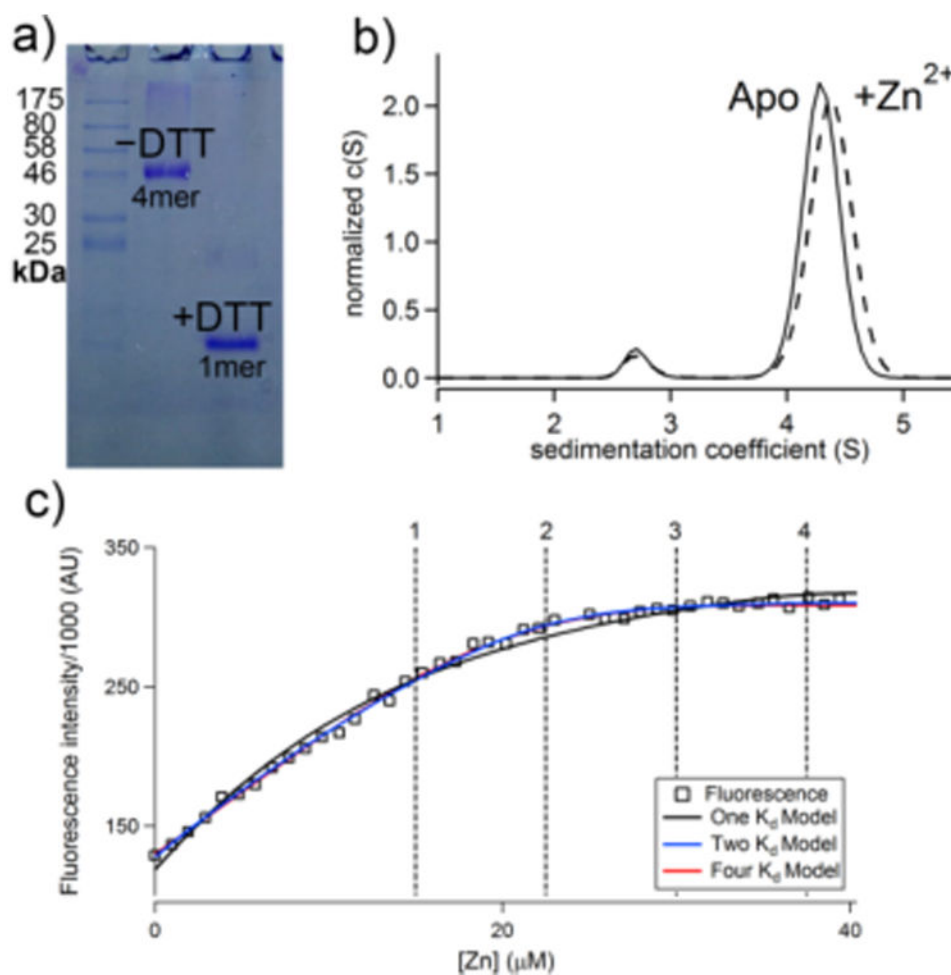 a)
175
80
58
46
30
25
kDa
−DTT
4mer
+DTT
1mer
b)
Apo
+Zn2+
normalized c(S)
2.0
1.5
1.0
0.5
0.0
1 2 3 4 5
sedimentation coefficient (S)
c)
1 2 3 4
Fluorescence intensity/1000 (AU)
350
250
150
Fluorescence
One Kd Model
Two Kd Model
Four Kd Model
0 20 40
[Zn] (μM)